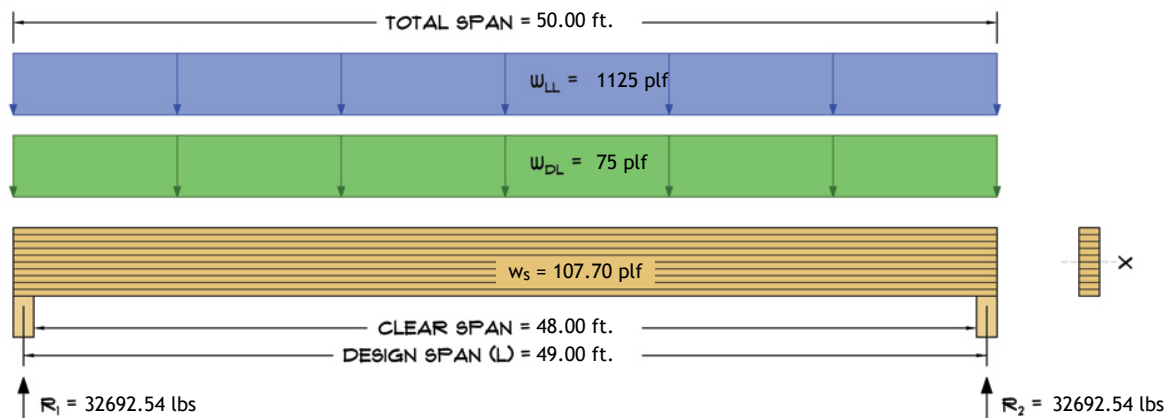 TOTAL SPAN = 50.00 ft.
wLL = 1125 plf
wDL = 75 plf
ws = 107.70 plf
X
CLEAR SPAN = 48.00 ft.
DESIGN SPAN (L) = 49.00 ft.
R1 = 32692.54 lbs
R2 = 32692.54 lbs